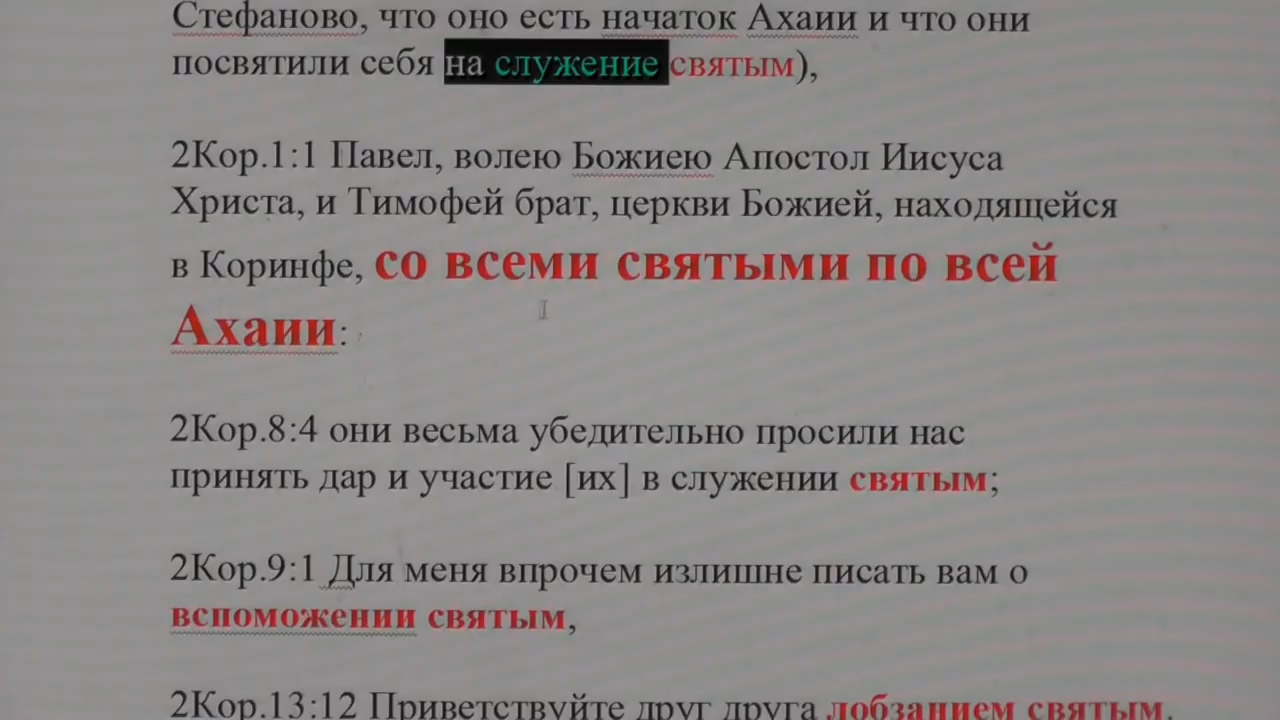 Стефаново, что оно есть начаток Ахаии и что они
посвятили себя на служение святым),
2Кор.1:1 Павел, волею Божиею Апостол Иисуса
Христа, и Тимофей брат, церкви Божией, находящейся
в Коринфе, со всеми святыми по всей
Ахаии:
2Кор.8:4 они весьма убедительно просили нас
принять дар и участие [их] в служении святым;
2Кор.9:1 Для меня впрочем излишне писать вам о
вспоможении святым,
2Кор.13:12 Приветствуйте друг друга лобзанием святым.